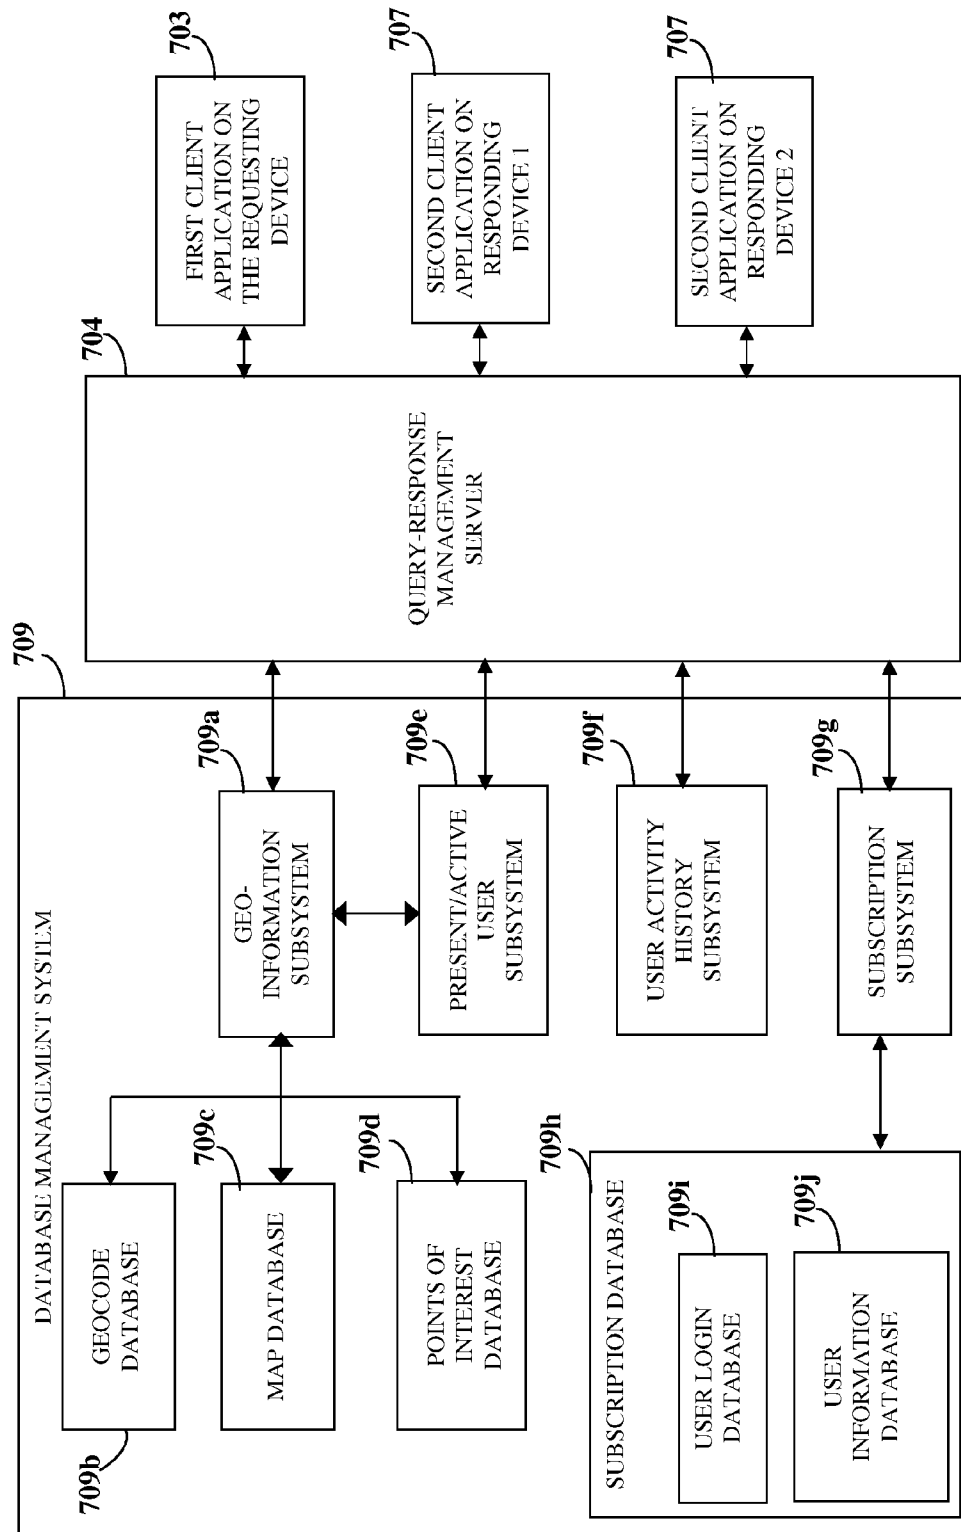 DATABASE MANAGEMENT SYSTEM
709
GEOCODE
DATABASE
709b
MAP DATABASE
709c
POINTS OF
INTEREST
DATABASE
709d
SUBSCRIPTION DATABASE
709h
USER LOGIN
DATABASE
709i
USER
INFORMATION
DATABASE
709j
GEO-
INFORMATION
SUBSYSTEM
709a
PRESENT/ACTIVE
USER
SUBSYSTEM
709e
USER ACTIVITY
HISTORY
SUBSYSTEM
709f
SUBSCRIPTION
SUBSYSTEM
709g
QUERY-RESPONSE
MANAGEMENT
SERVER
704
FIRST CLIENT
APPLICATION ON
THE REQUESTING
DEVICE
703
SECOND CLIENT
APPLICATION ON
RESPONDING
DEVICE 1
707
SECOND CLIENT
APPLICATION ON
RESPONDING
DEVICE 2
707